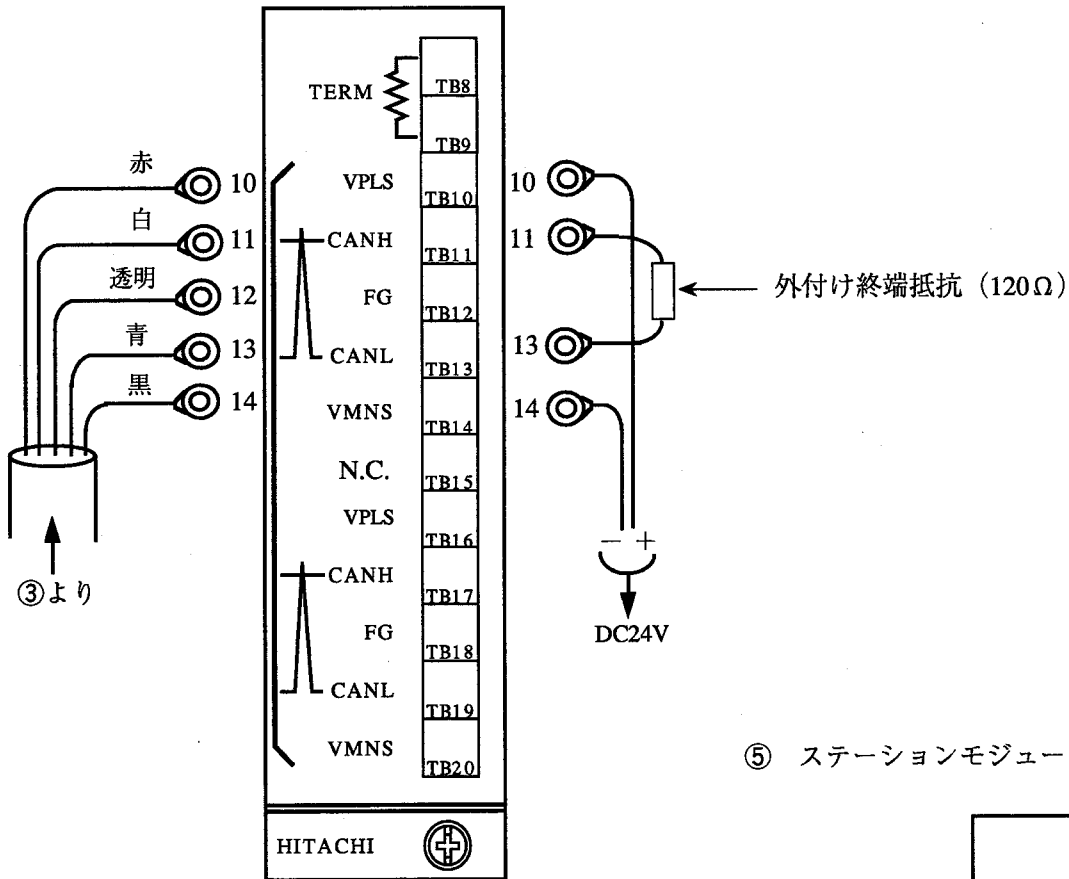 TERM
TB8
TB9
赤
10
VPLS
TB10
10
白
11
CANH
TB11
11
透明
12
FG
TB12
外付け終端抵抗（120Ω）
青
13
CANL
TB13
13
黒
14
VMNS
TB14
14
N.C.
TB15
VPLS
TB16
− +
③より
CANH
TB17
DC24V
FG
TB18
CANL
TB19
VMNS
TB20
⑤ ステーションモジュー
HITACHI